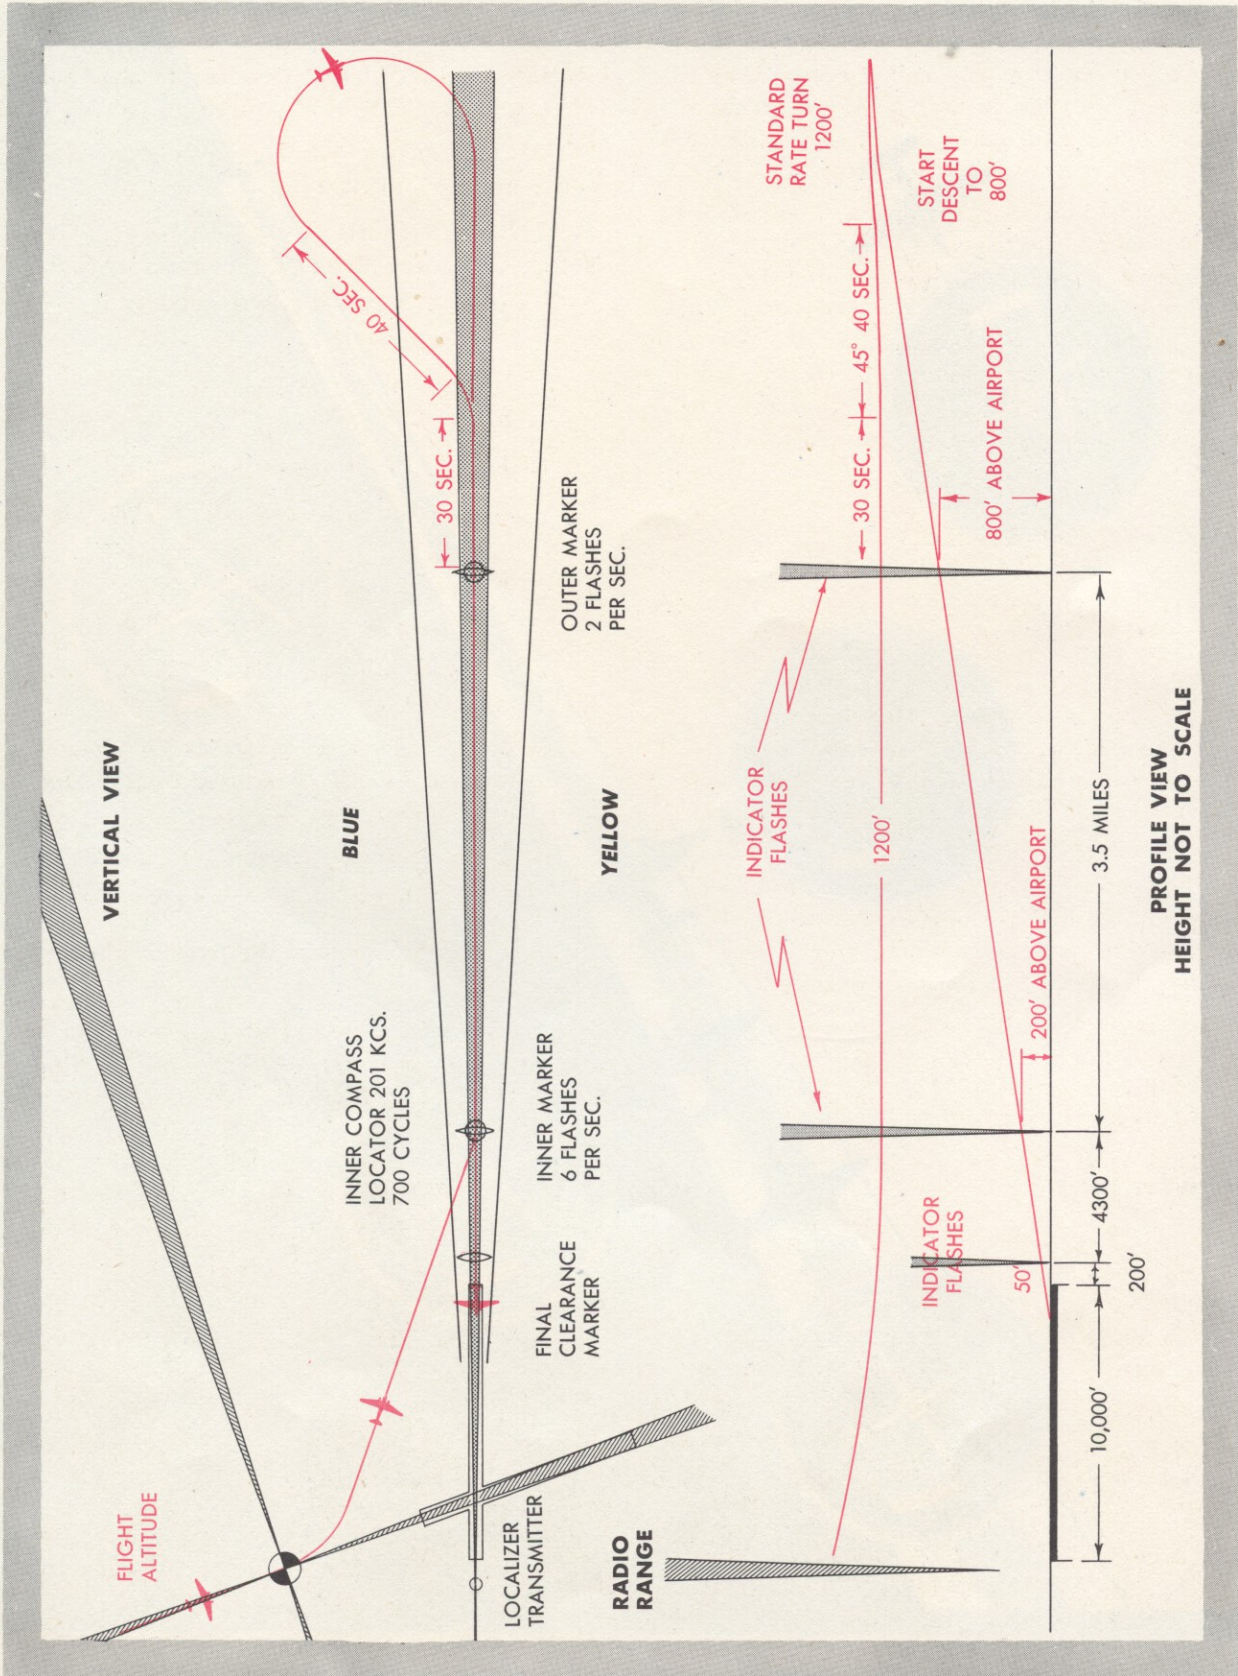 VERTICAL VIEW
FLIGHT
ALTITUDE
BLUE
40 SEC.
30 SEC.
INNER COMPASS
LOCATOR 201 KCS.
700 CYCLES
LOCALIZER
TRANSMITTER
FINAL
CLEARANCE
MARKER
INNER MARKER
6 FLASHES
PER SEC.
OUTER MARKER
2 FLASHES
PER SEC.
YELLOW
RADIO
RANGE
INDICATOR
FLASHES
STANDARD
RATE TURN
1200'
30 SEC.
45° 40 SEC.
1200'
INDICATOR
FLASHES
START
DESCENT
TO
800'
50'
200' ABOVE AIRPORT
800' ABOVE AIRPORT
10,000'
200'
4300'
3.5 MILES
PROFILE VIEW
HEIGHT NOT TO SCALE